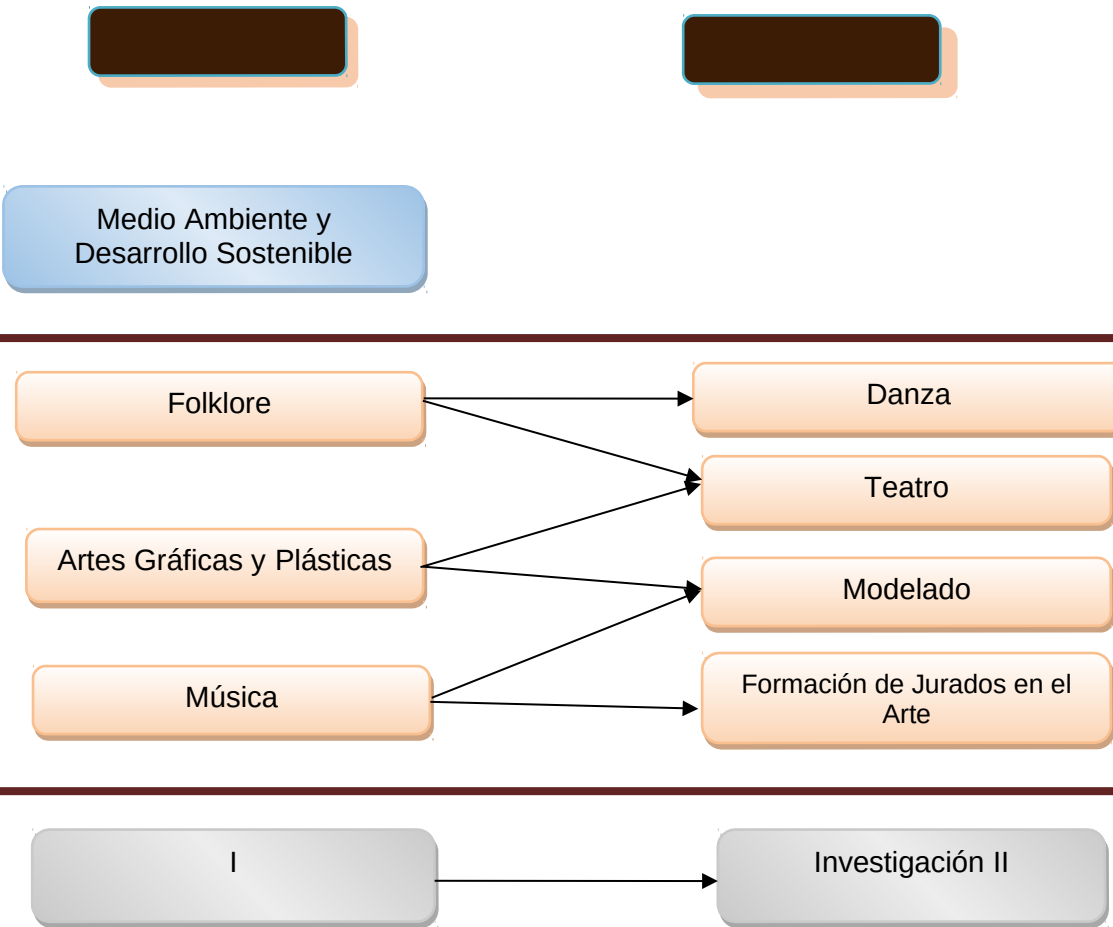 Medio Ambiente y
Desarrollo Sostenible
Folklore
Danza
Teatro
Artes Gráficas y Plásticas
Modelado
Música
Formación de Jurados en el
Arte
I
Investigación II